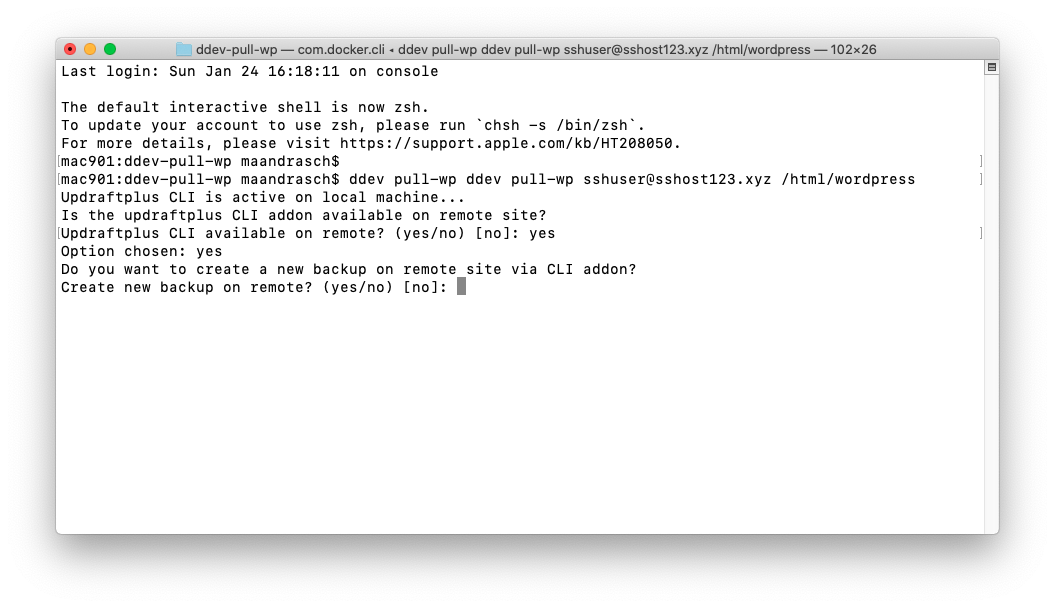 ddev-pull-wp — com.docker.cli ◂ ddev pull-wp ddev pull-wp sshuser@sshost123.xyz /html/wordpress — 102×26
Last login: Sun Jan 24 16:18:11 on console
The default interactive shell is now zsh.
To update your account to use zsh, please run `chsh -s /bin/zsh`.
For more details, please visit https://support.apple.com/kb/HT208050.
[mac901:ddev-pull-wp maandrasch$ ]
[mac901:ddev-pull-wp maandrasch$ ddev pull-wp ddev pull-wp sshuser@sshost123.xyz /html/wordpress ]
Updraftplus CLI is active on local machine...
Is the updraftplus CLI addon available on remote site?
[Updraftplus CLI available on remote? (yes/no) [no]: yes ]
Option chosen: yes
Do you want to create a new backup on remote site via CLI addon?
Create new backup on remote? (yes/no) [no]: